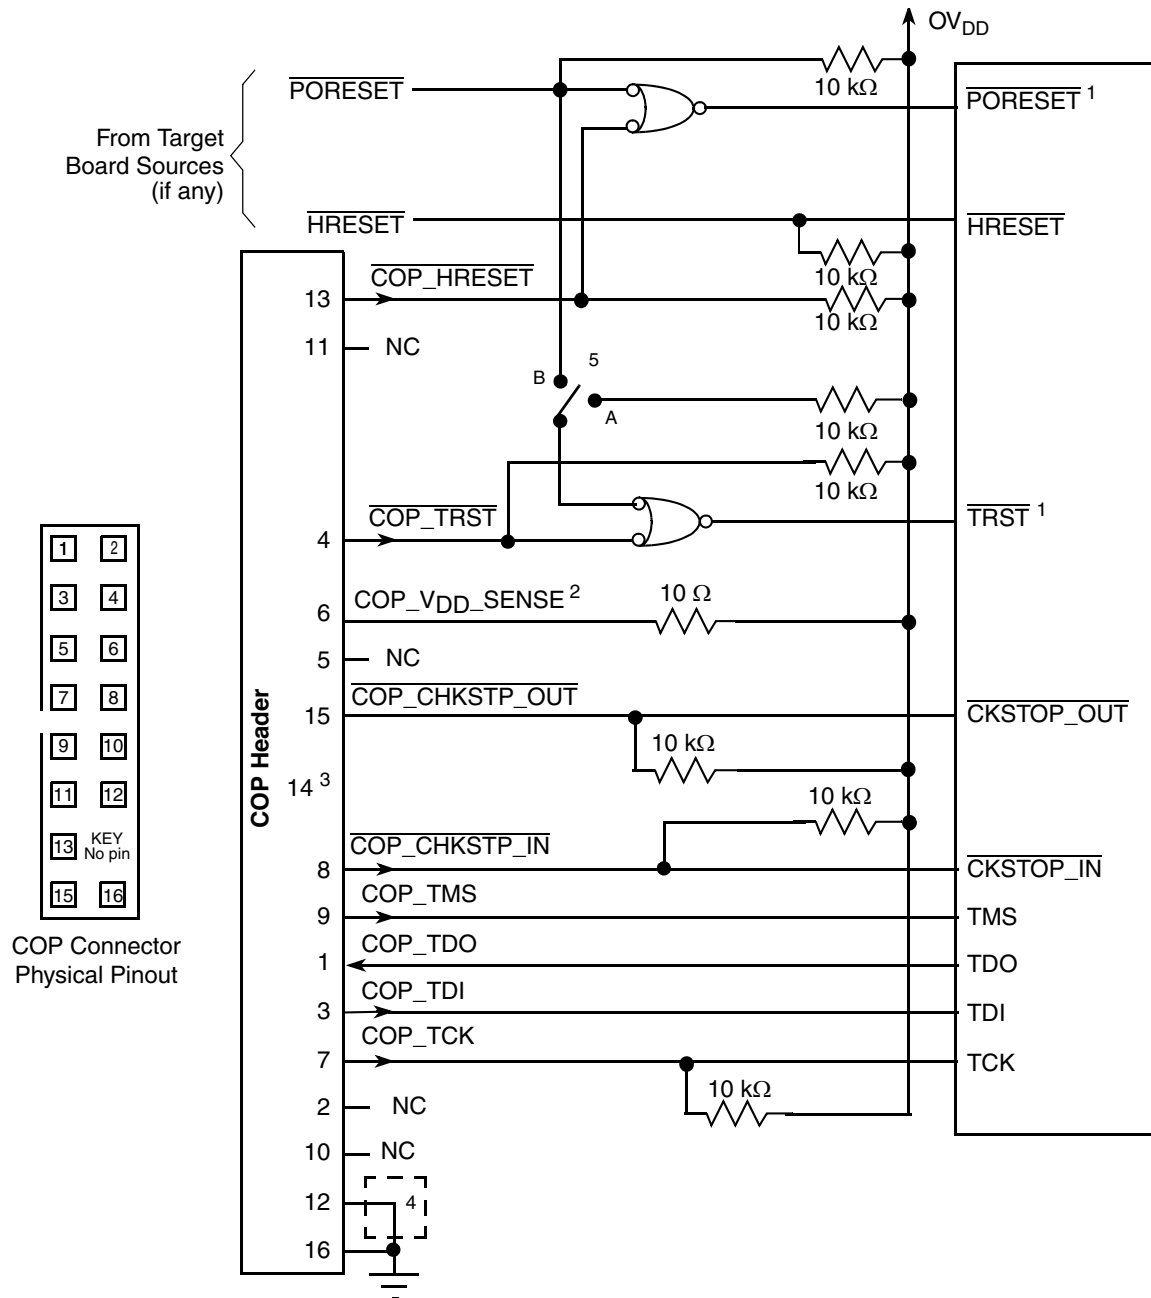 OVDD
10 kΩ
PORESET
PORESET 1
From Target
Board Sources
(if any)
HRESET
HRESET
10 kΩ
COP_HRESET
13
10 kΩ
11
NC
5
B
A
10 kΩ
10 kΩ
COP_TRST
4
TRST 1
COP_VDD_SENSE 2
10 Ω
6
5
NC
COP_CHKSTP_OUT
15
CKSTOP_OUT
10 kΩ
14 3
10 kΩ
COP_CHKSTP_IN
8
CKSTOP_IN
COP_TMS
9
TMS
COP_TDO
1
TDO
COP_TDI
3
TDI
COP_TCK
7
TCK
10 kΩ
2
NC
10
NC
12
4
16
COP Header
1 2
3 4
5 6
7 8
9 10
11 12
13 KEY
No pin
15 16
COP Connector
Physical Pinout